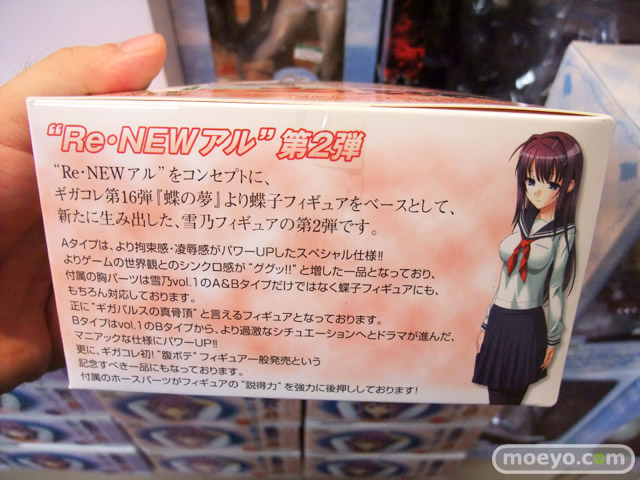 “Re・NEWアル”第2弾
“Re・NEWアル”をコンセプトに、
ギガコレ第16弾『蝶の夢』より蝶子フィギュアをベースとして、
新たに生み出した、雪乃フィギュアの第2弾です。
Aタイプは、より拘束感・凌辱感がパワーUPしたスペシャル仕様!!
よりゲームの世界観とのシンクロ感が“ググッ!!”と増した一品となっており、
付属の胸パーツは雪乃vol.1のA&Bタイプだけではなく蝶子フィギュアにも、
もちろん対応しております。
正に“ギガパルスの真骨頂”と言えるフィギュアとなっております。
Bタイプはvol.1のBタイプから、より過激なシチュエーションへとドラマが進んだ、
マニアックな仕様にパワーUP!!
更に、ギガコレ初!“腹ボテ”フィギュア一般発売という
記念すべき一品にもなっております。
付属のホースパーツがフィギュアの“説得力”を強力に後押ししております!
moeyo.com